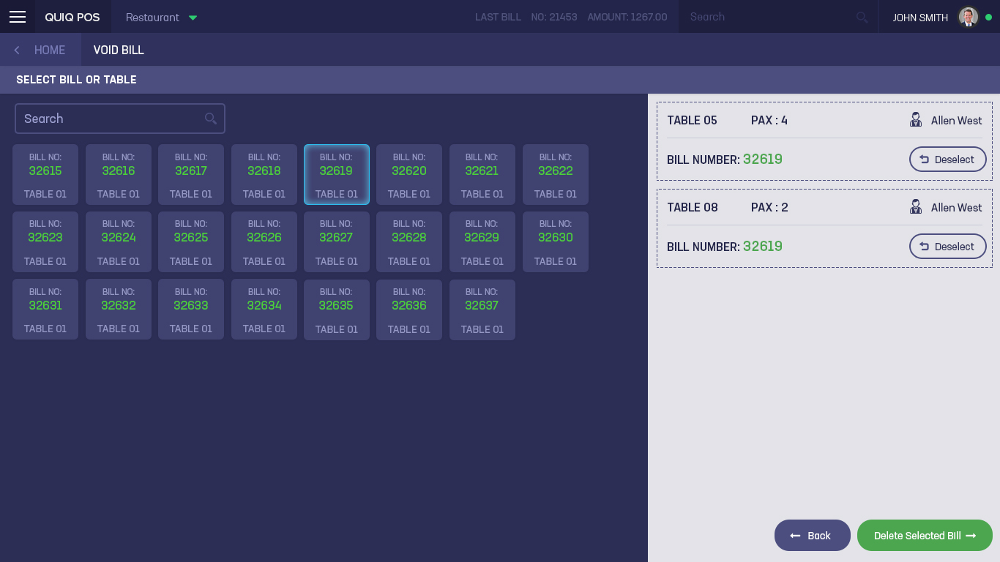 QUIQ POS Restaurant LAST BILL NO: 21453 AMOUNT: 1267.00 Search JOHN SMITH
HOME VOID BILL
SELECT BILL OR TABLE
Search
BILL NO: BILL NO: BILL NO: BILL NO: BILL NO: BILL NO: BILL NO: BILL NO:
32615 32616 32617 32618 32619 32620 32621 32622
TABLE 01 TABLE 01 TABLE 01 TABLE 01 TABLE 01 TABLE 01 TABLE 01 TABLE 01
BILL NO: BILL NO: BILL NO: BILL NO: BILL NO: BILL NO: BILL NO: BILL NO:
32623 32624 32625 32626 32627 32628 32629 32630
TABLE 01 TABLE 01 TABLE 01 TABLE 01 TABLE 01 TABLE 01 TABLE 01 TABLE 01
BILL NO: BILL NO: BILL NO: BILL NO: BILL NO: BILL NO: BILL NO:
32631 32632 32633 32634 32635 32636 32637
TABLE 01 TABLE 01 TABLE 01 TABLE 01 TABLE 01 TABLE 01 TABLE 01
TABLE 05 PAX : 4 Allen West
BILL NUMBER: 32619 Deselect
TABLE 08 PAX : 2 Allen West
BILL NUMBER: 32619 Deselect
Back Delete Selected Bill